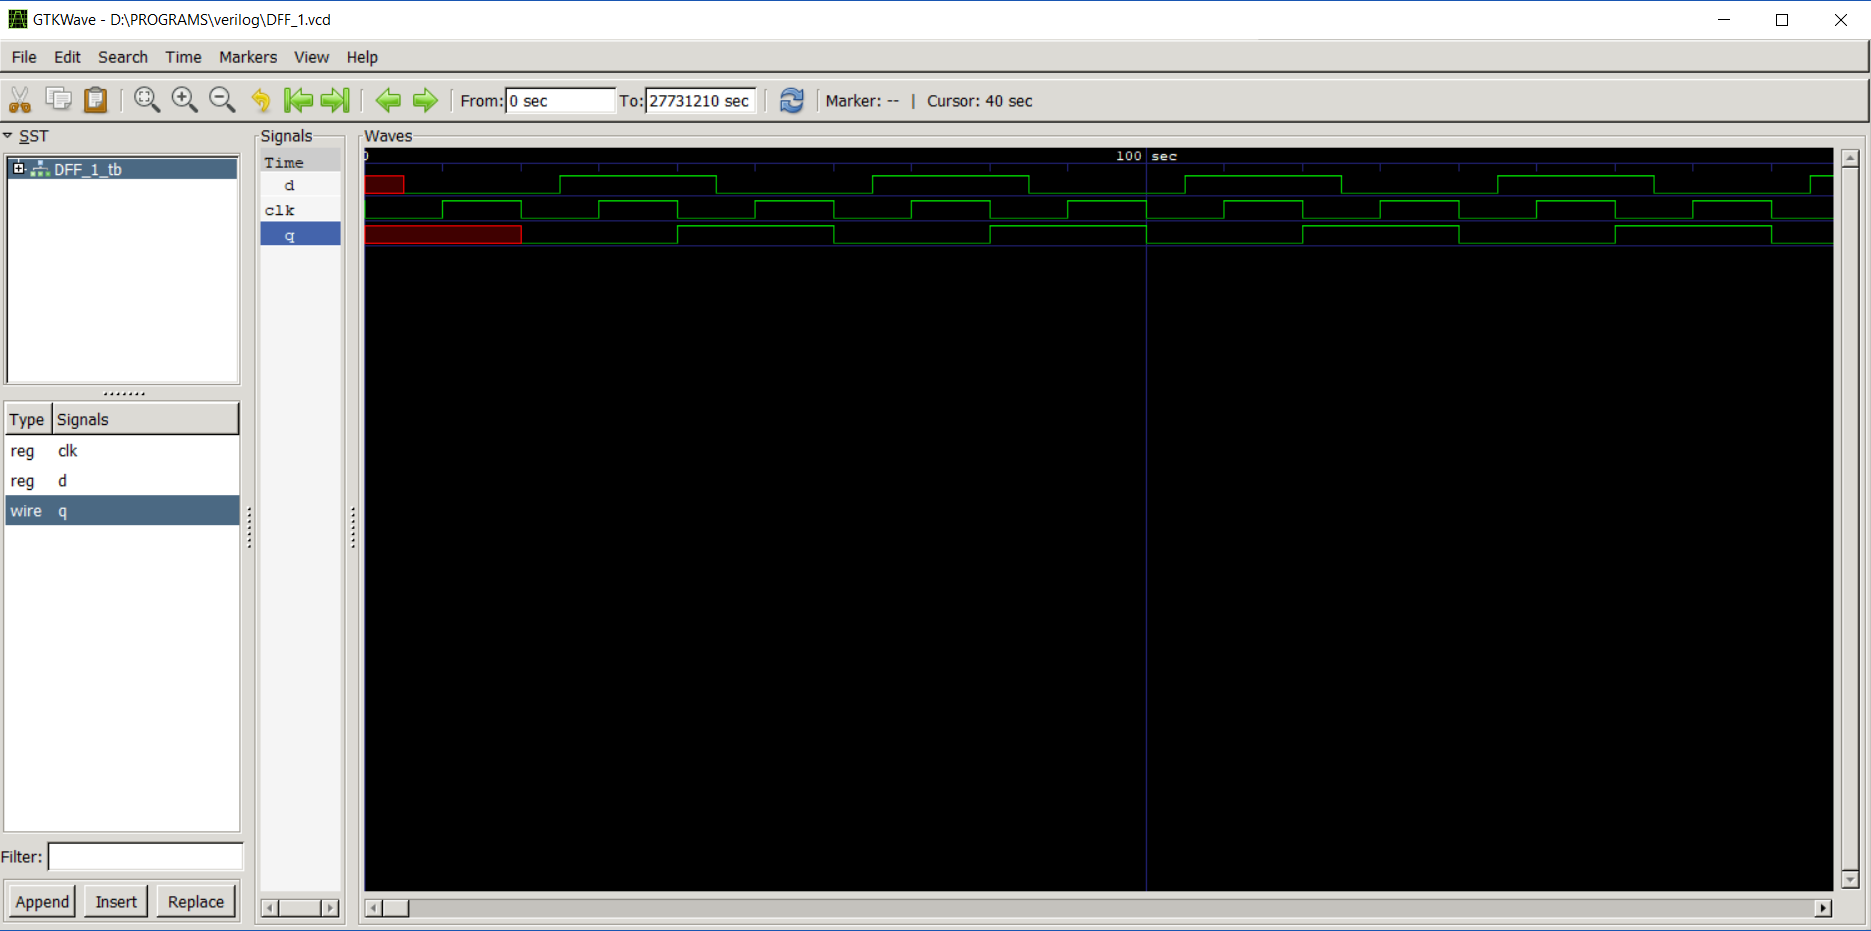 GTKWave - D:\PROGRAMS\verilog\DFF_1.vcd
File Edit Search Time Markers View Help
From: 0 sec To: 27731210 sec Marker: -- | Cursor: 40 sec
SST
DFF_1_tb
Type Signals
reg clk
reg d
wire q
Filter:
Append Insert Replace
Signals
Time
d
clk
q
Waves
0 100 sec